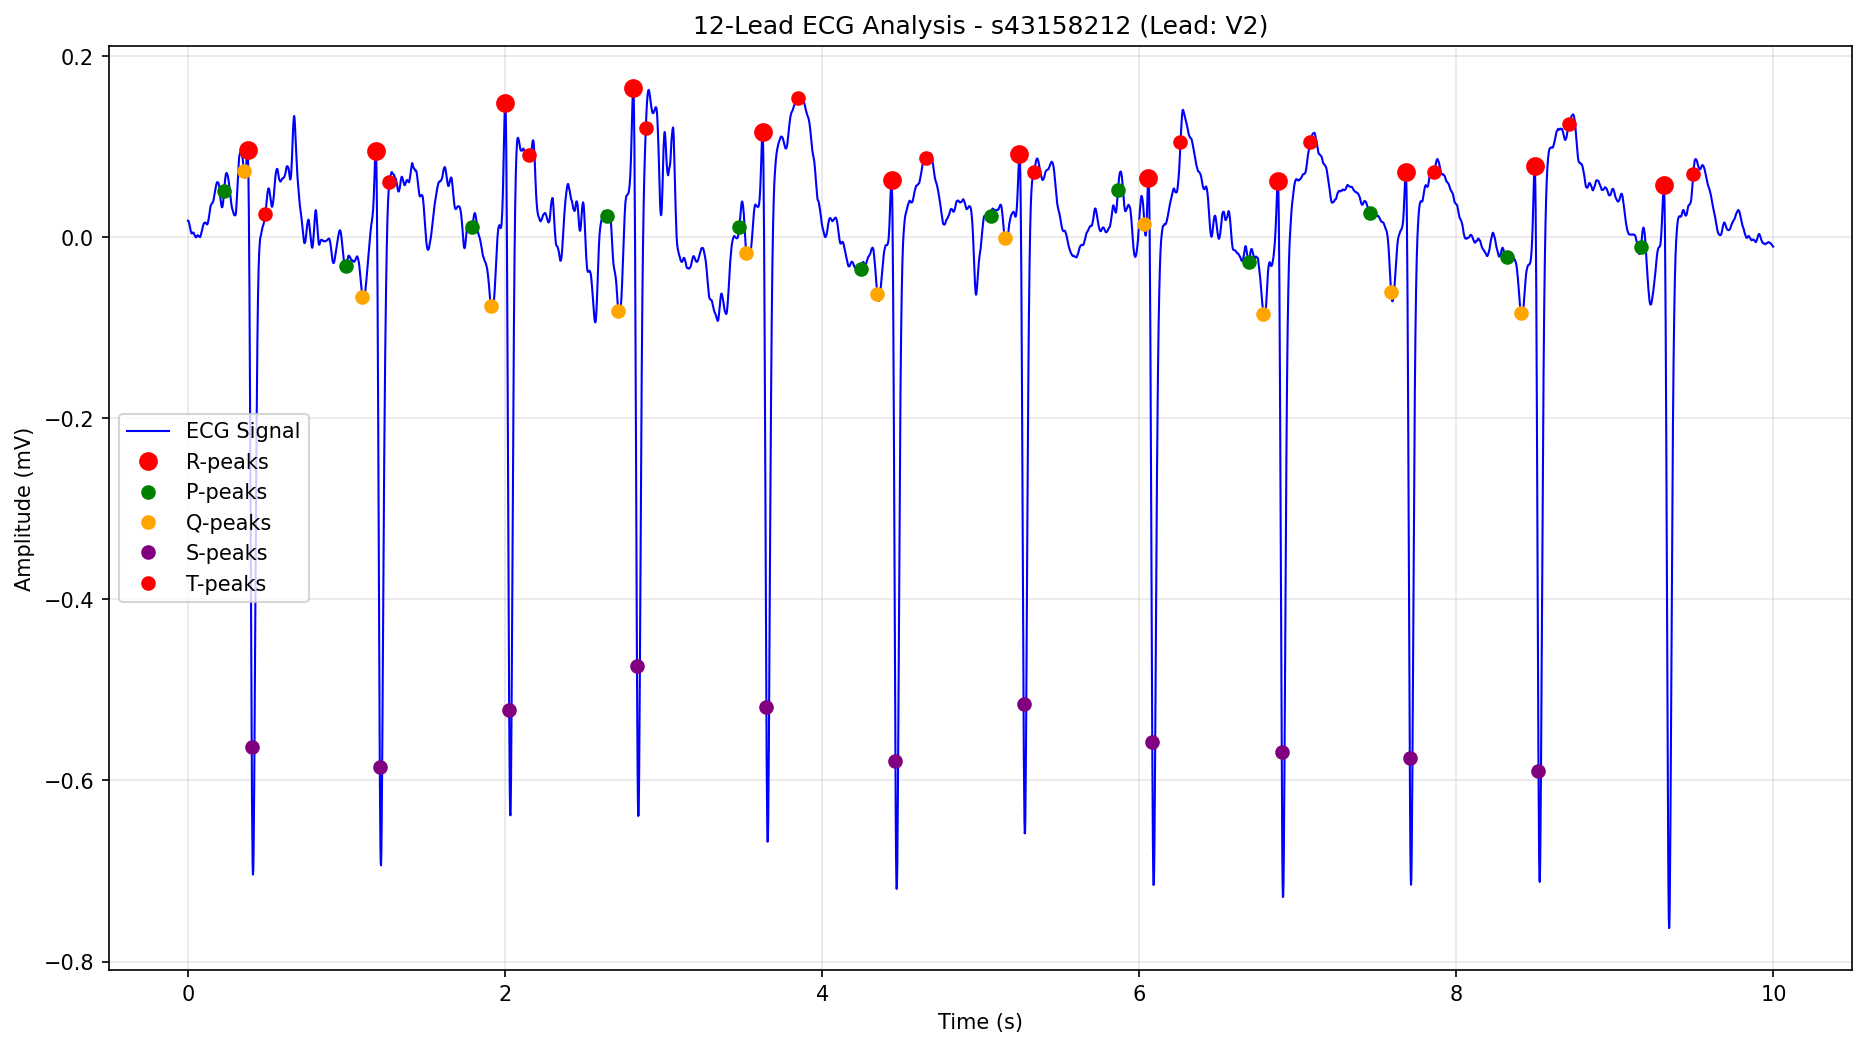 12-Lead ECG Analysis - s43158212 (Lead: V2)
Amplitude (mV)
0.2
0.0
−0.2
−0.4
−0.6
−0.8
ECG Signal
R-peaks
P-peaks
Q-peaks
S-peaks
T-peaks
0 2 4 6 8 10
Time (s)